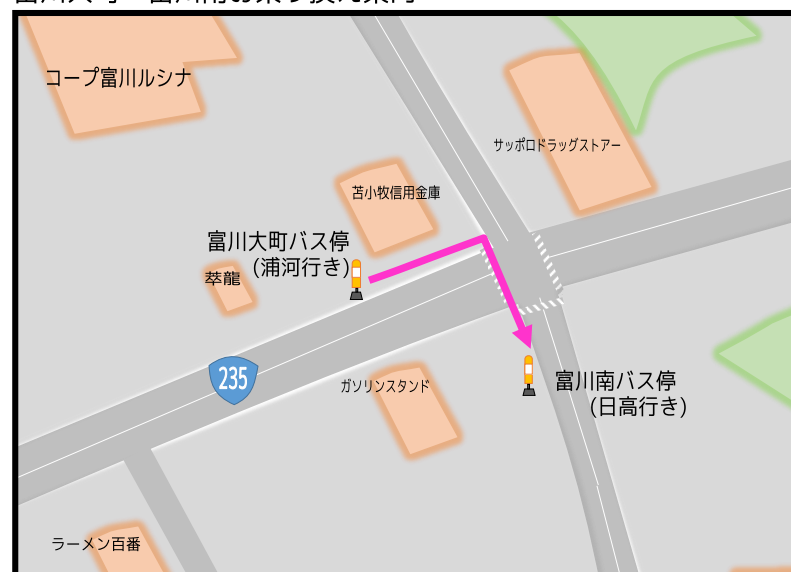 コープ富川ルシナ
サッポロドラッグストアー
苫小牧信用金庫
富川大町バス停
(浦河行き)
萃龍
235
ガソリンスタンド
富川南バス停
(日高行き)
ラーメン百番